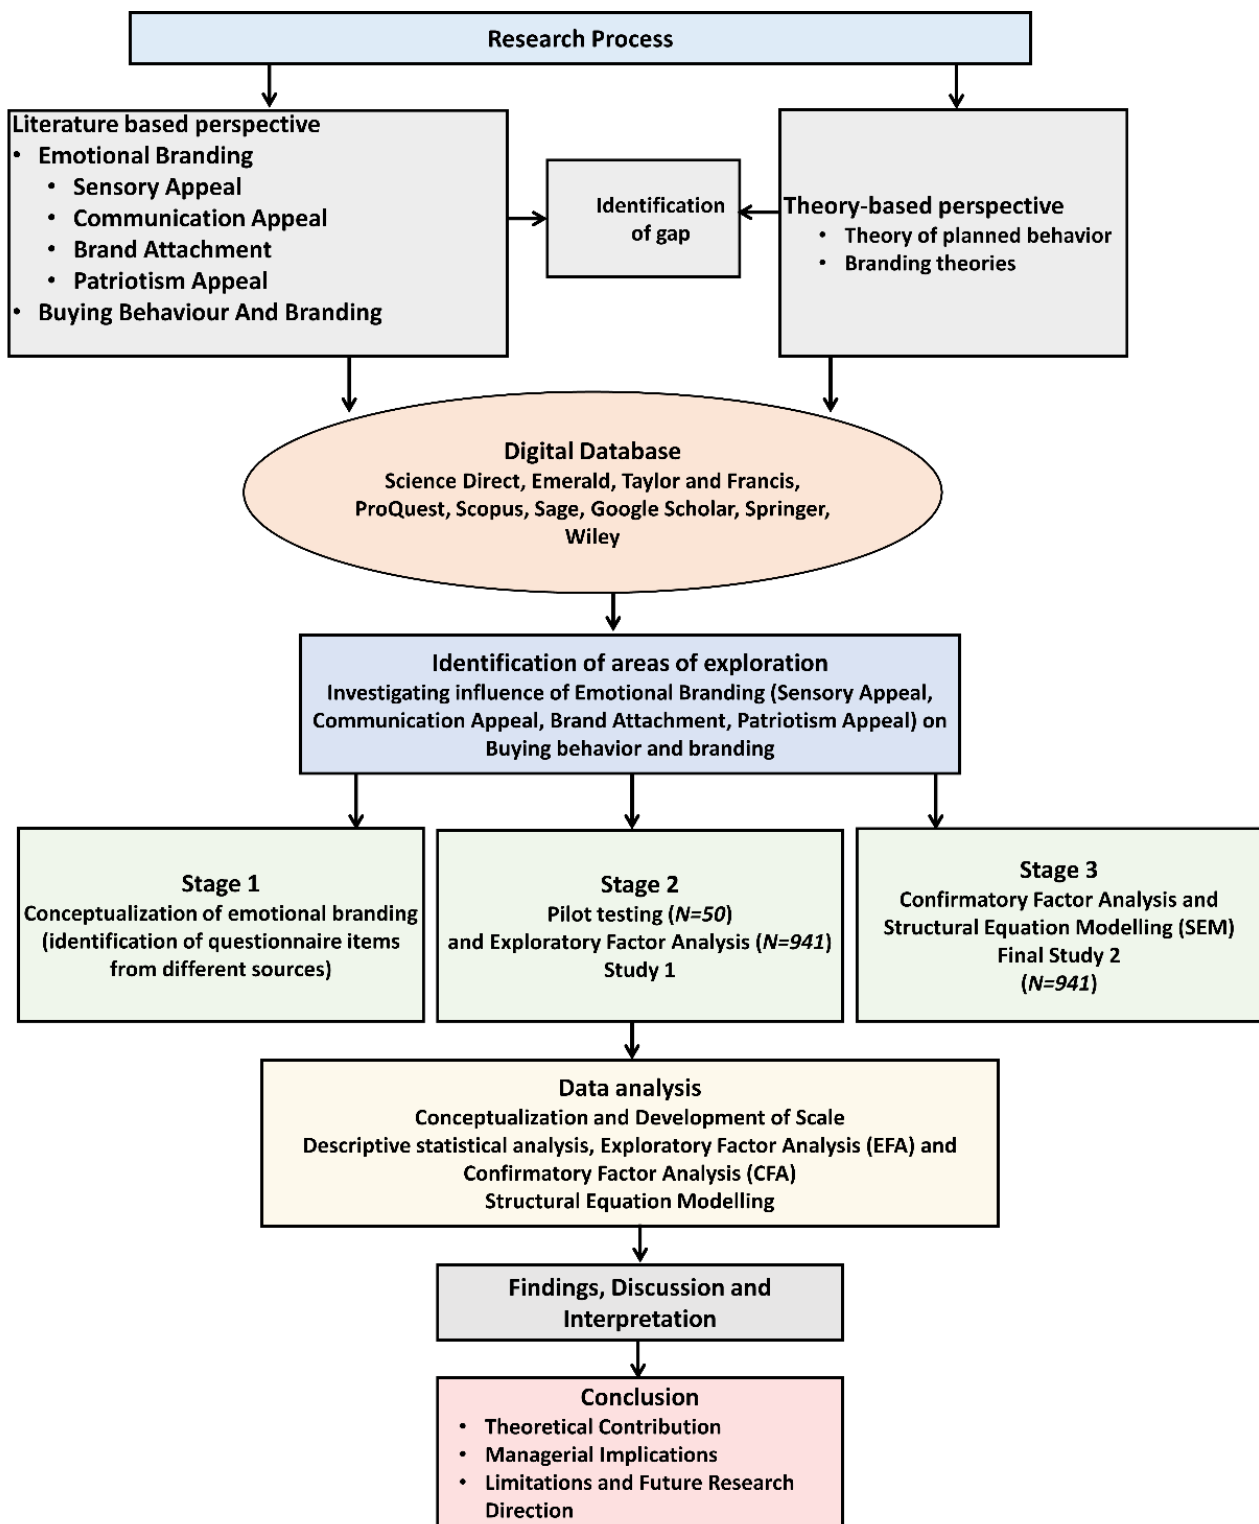 Research Process
Literature based perspective
• Emotional Branding
• Sensory Appeal
• Communication Appeal
• Brand Attachment
• Patriotism Appeal
• Buying Behaviour And Branding
Identification
of gap
Theory-based perspective
• Theory of planned behavior
• Branding theories
Digital Database
Science Direct, Emerald, Taylor and Francis,
ProQuest, Scopus, Sage, Google Scholar, Springer,
Wiley
Identification of areas of exploration
Investigating influence of Emotional Branding (Sensory Appeal,
Communication Appeal, Brand Attachment, Patriotism Appeal) on
Buying behavior and branding
Stage 1
Conceptualization of emotional branding
(identification of questionnaire items
from different sources)
Stage 2
Pilot testing (N=50)
and Exploratory Factor Analysis (N=941)
Study 1
Stage 3
Confirmatory Factor Analysis and
Structural Equation Modelling (SEM)
Final Study 2
(N=941)
Data analysis
Conceptualization and Development of Scale
Descriptive statistical analysis, Exploratory Factor Analysis (EFA) and
Confirmatory Factor Analysis (CFA)
Structural Equation Modelling
Findings, Discussion and
Interpretation
Conclusion
• Theoretical Contribution
• Managerial Implications
• Limitations and Future Research
Direction